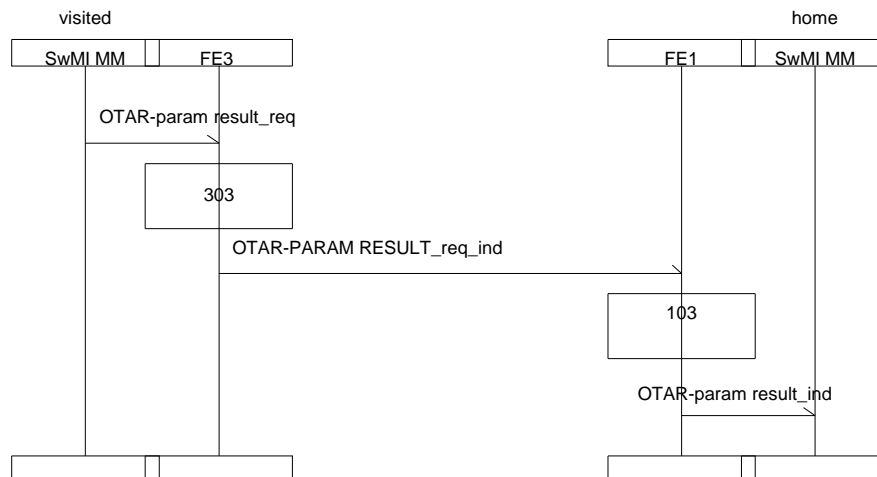 visited
home
SwMI MM
FE3
FE1
SwMI MM
OTAR-param result_req
303
OTAR-PARAM RESULT_req_ind
103
OTAR-param result_ind